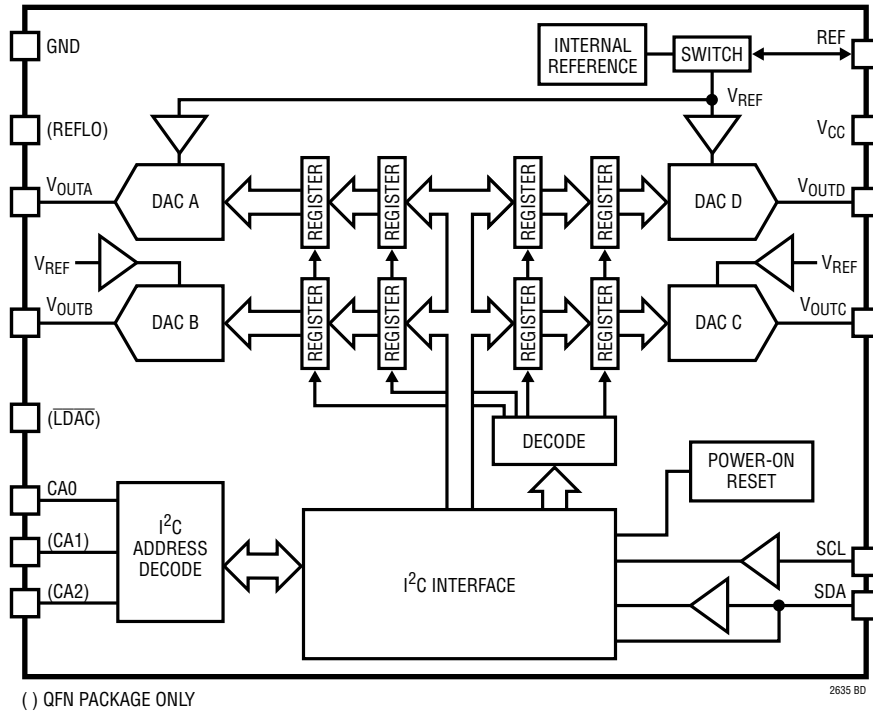 GND
INTERNAL
REFERENCE
SWITCH
REF
(REFLO)
VREF
VCC
VOUTA
DAC A
REGISTER
REGISTER
REGISTER
REGISTER
DAC D
VOUTD
VREF
VREF
VOUTB
DAC B
REGISTER
REGISTER
REGISTER
REGISTER
DAC C
VOUTC
(LDAC)
DECODE
POWER-ON
RESET
CA0
(CA1)
(CA2)
I2C
ADDRESS
DECODE
I2C INTERFACE
SCL
SDA
2635 BD
( ) QFN PACKAGE ONLY